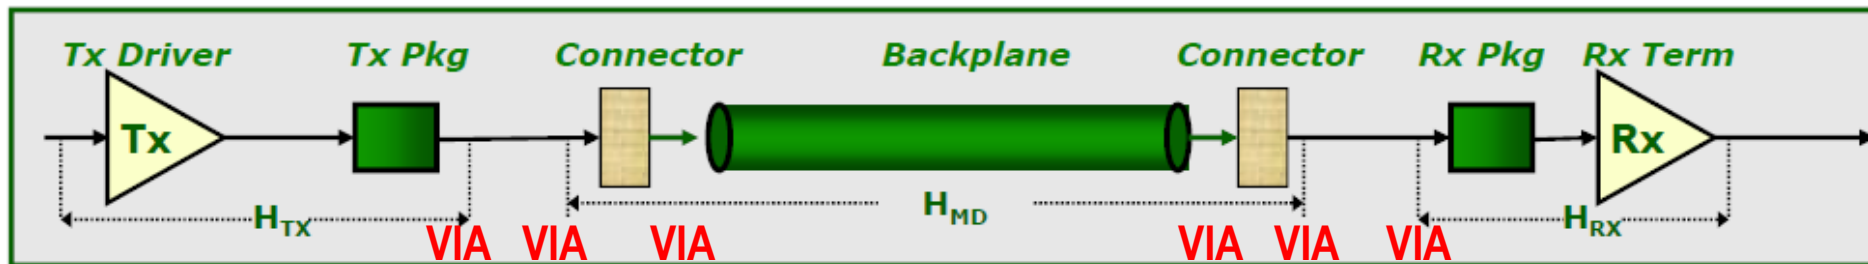 Tx Driver Tx Pkg Connector Backplane Connector Rx Pkg Rx Term
Tx Rx
HTX HMD HRX
VIA VIA VIA VIA VIA VIA